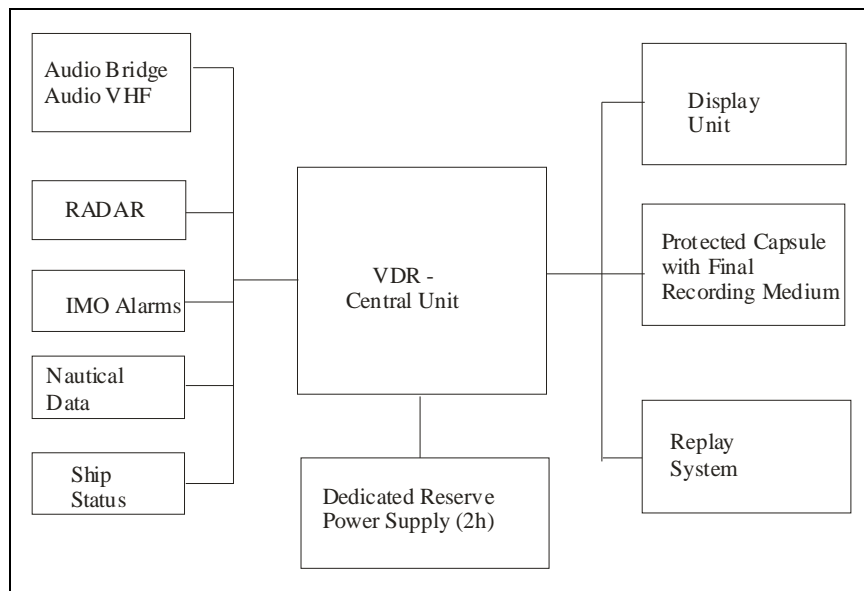 Audio Bridge
Audio VHF
RADAR
IMO Alarms
Nautical
Data
Ship
Status
VDR -
Central Unit
Dedicated Reserve
Power Supply (2h)
Display
Unit
Protected Capsule
with Final
Recording Medium
Replay
System